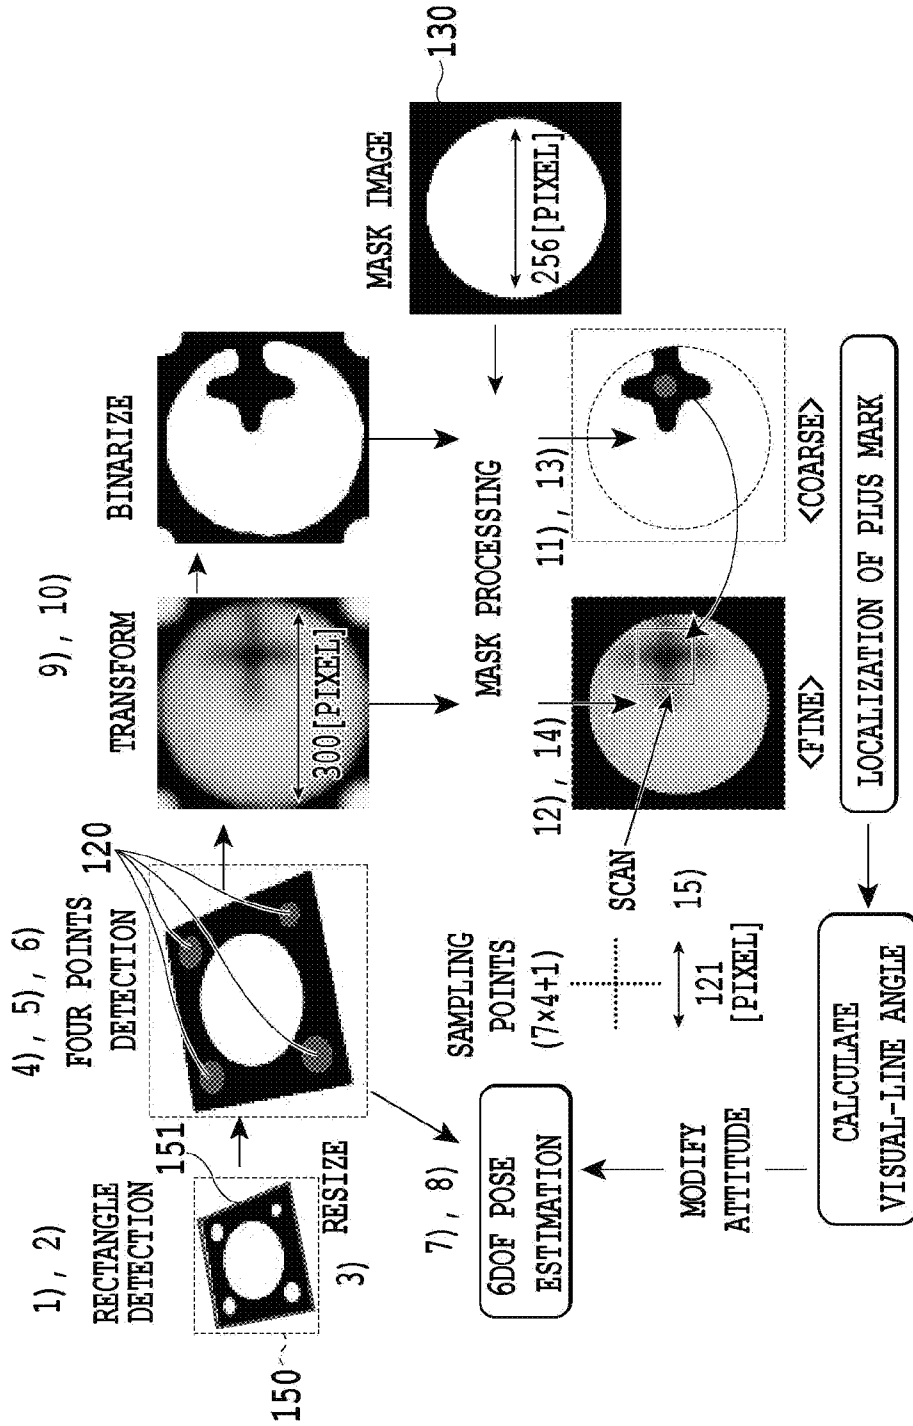 1), 2)
RECTANGLE
DETECTION
150
151
3)
RESIZE
4), 5), 6)
FOUR POINTS
DETECTION
120
9), 10)
TRANSFORM
300[PIXEL]
BINARIZE
MASK IMAGE
130
256[PIXEL]
MASK PROCESSING
7), 8)
6DOF POSE
ESTIMATION
SAMPLING
POINTS
(7×4+1)
121
[PIXEL]
SCAN
15)
12), 14)
<FINE>
11), 13)
<COARSE>
LOCALIZATION OF PLUS MARK
MODIFY
ATTITUDE
CALCULATE
VISUAL-LINE ANGLE